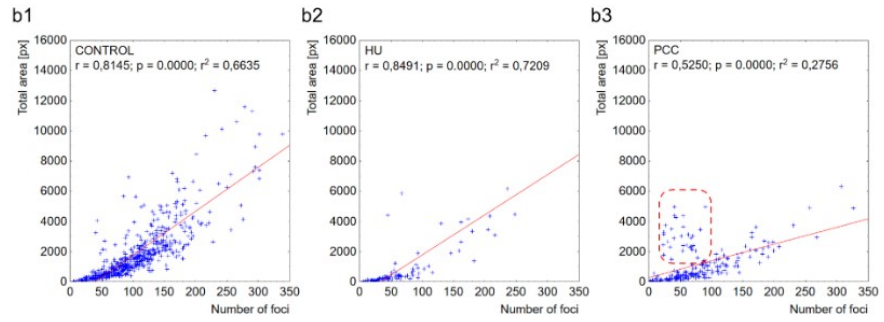 b1
Total area [px]
16000
14000
12000
10000
8000
6000
4000
2000
0
CONTROL
r = 0,8145; p = 0.0000; r² = 0,6635
0 50 100 150 200 250 300 350
Number of foci
b2
Total area [px]
16000
14000
12000
10000
8000
6000
4000
2000
0
HU
r = 0,8491; p = 0.0000; r² = 0,7209
0 50 100 150 200 250 300 350
Number of foci
b3
Total area [px]
16000
14000
12000
10000
8000
6000
4000
2000
0
PCC
r = 0,5250; p = 0.0000; r² = 0,2756
0 50 100 150 200 250 300 350
Number of foci